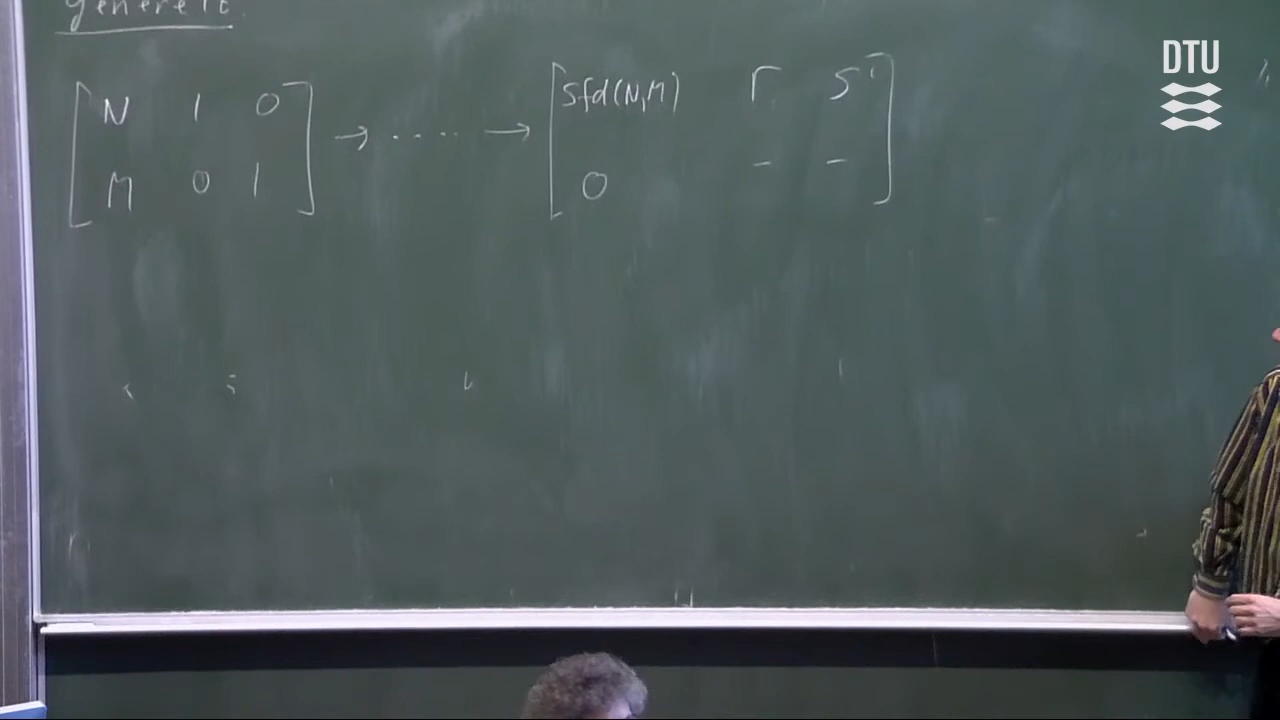 DTU
N 1 0
M 0 1
→ · · · · →
sfd(N,M) r s
0 - -